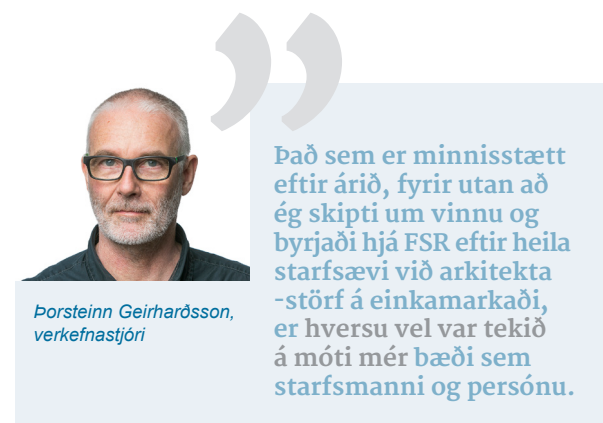 ”
Það sem er minnisstætt
eftir árið, fyrir utan að
ég skipti um vinnu og
byrjaði hjá FSR eftir heila
starfsævi við arkitekta
-störf á einkamarkaði,
er hversu vel var tekið
á móti mér bæði sem
starfsmanni og persónu.
Þorsteinn Geirharðsson,
verkefnastjóri